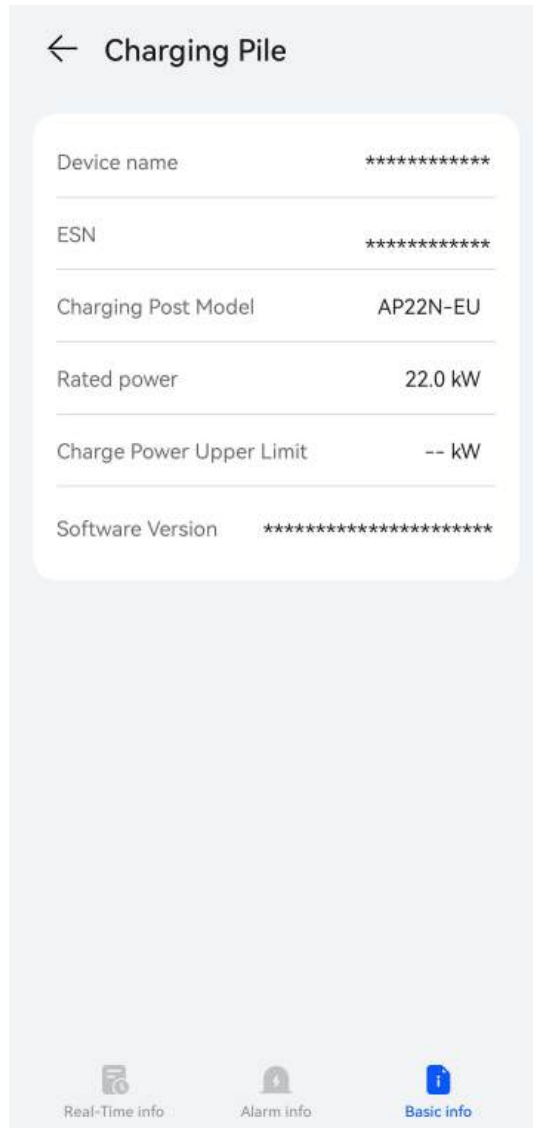 Charging Pile
Device name ************
ESN ************
Charging Post Model AP22N-EU
Rated power 22.0 kW
Charge Power Upper Limit -- kW
Software Version **********************
Real-Time info Alarm info Basic info